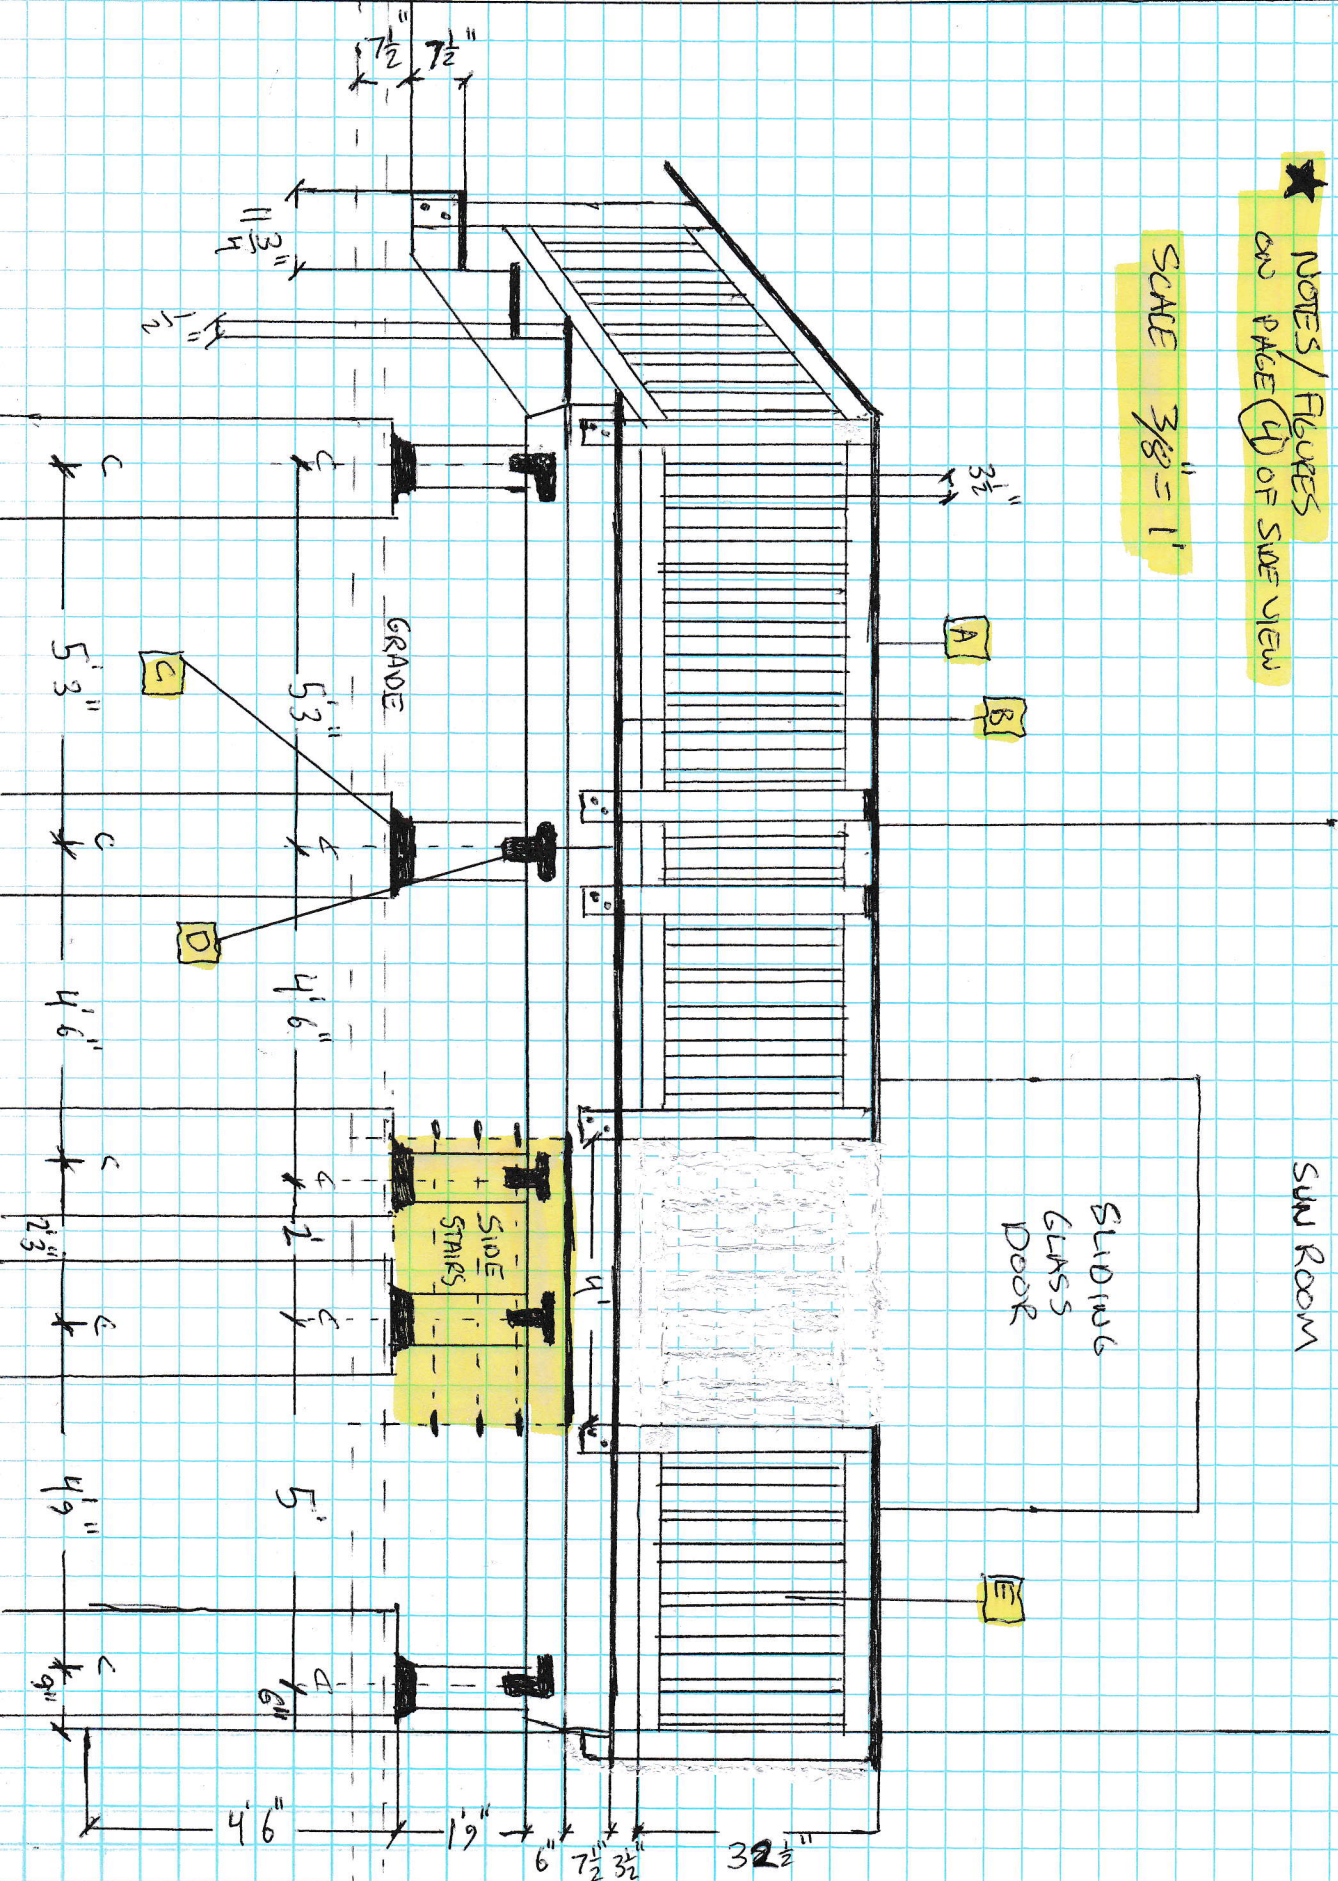 ★ NOTES/FIGURES
ON PAGE 4 OF SIDE VIEW
SCALE 3/8" = 1'
SUN ROOM
SLIDING
GLASS
DOOR
A
B
E
3½"
7½"
7½"
11¾"
½"
4'
SIDE
STAIRS
GRADE
C
D
5'3"
4'6"
2'
5'
6"
5'3"
4'6"
2'3"
4'9"
9"
C
C
C
C
C
32½"
3½"
7½"
6"
1'9"
4'6"